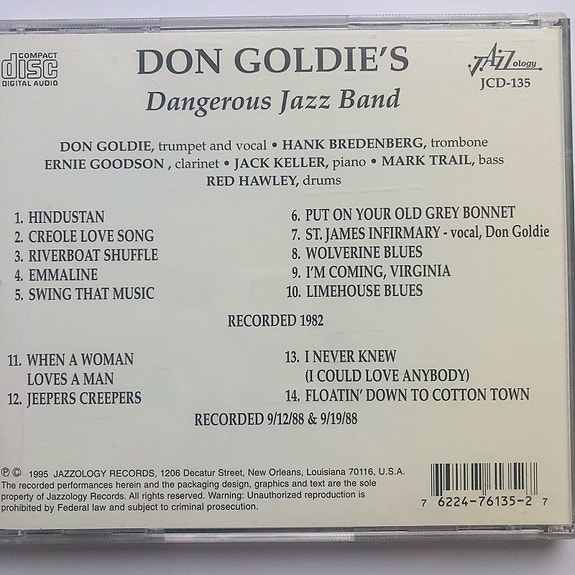 COMPACT
disc
DIGITAL AUDIO
DON GOLDIE'S
Dangerous Jazz Band
JAZZology
JCD-135
DON GOLDIE, trumpet and vocal • HANK BREDENBERG, trombone
ERNIE GOODSON , clarinet • JACK KELLER, piano • MARK TRAIL, bass
RED HAWLEY, drums
1. HINDUSTAN
2. CREOLE LOVE SONG
3. RIVERBOAT SHUFFLE
4. EMMALINE
5. SWING THAT MUSIC
6. PUT ON YOUR OLD GREY BONNET
7. ST. JAMES INFIRMARY - vocal, Don Goldie
8. WOLVERINE BLUES
9. I'M COMING, VIRGINIA
10. LIMEHOUSE BLUES
RECORDED 1982
11. WHEN A WOMAN
LOVES A MAN
12. JEEPERS CREEPERS
13. I NEVER KNEW
(I COULD LOVE ANYBODY)
14. FLOATIN' DOWN TO COTTON TOWN
RECORDED 9/12/88 & 9/19/88
℗ © 1995 JAZZOLOGY RECORDS, 1206 Decatur Street, New Orleans, Louisiana 70116, U.S.A.
The recorded performances herein and the packaging design, graphics and text are the sole
property of Jazzology Records. All rights reserved. Warning: Unauthorized reproduction is
prohibited by Federal law and subject to criminal prosecution.
7 6224-76135-2 7